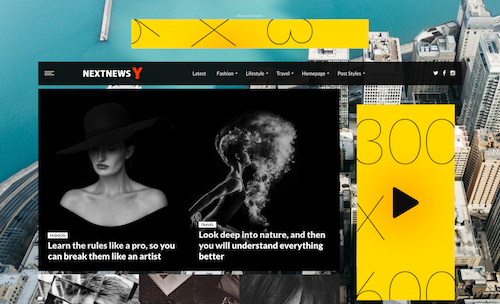 Advertisement
NEXTNEWS Y
Latest Fashion Lifestyle Travel Homepage Post Styles
300
x
600
FASHION
Learn the rules like a pro, so you
can break them like an artist
TRAVEL
Look deep into nature, and then
you will understand everything
better